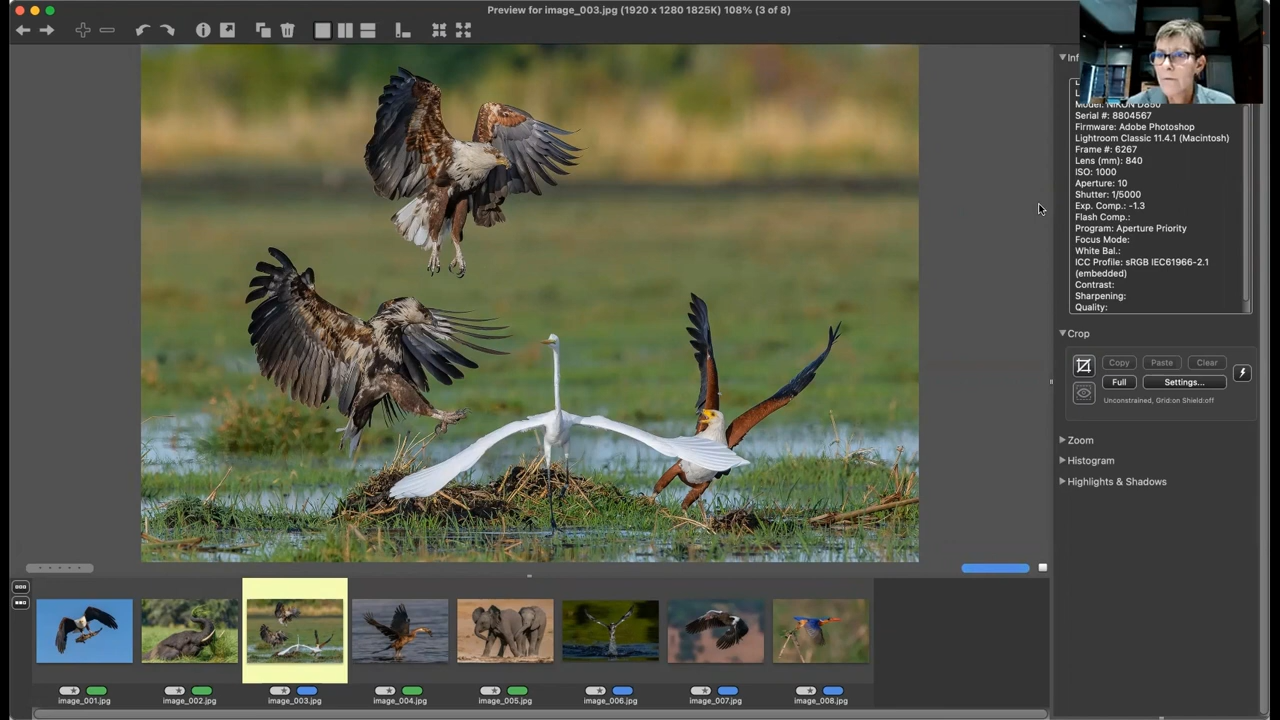 Preview for image_003.jpg (1920 x 1280 1825K) 108% (3 of 8)
Inf
Model: NIKON D850
Serial #: 8804567
Firmware: Adobe Photoshop
Lightroom Classic 11.4.1 (Macintosh)
Frame #: 6267
Lens (mm): 840
ISO: 1000
Aperture: 10
Shutter: 1/5000
Exp. Comp.: -1.3
Flash Comp.:
Program: Aperture Priority
Focus Mode:
White Bal.:
ICC Profile: sRGB IEC61966-2.1
(embedded)
Contrast:
Sharpening:
Quality:
Crop
Copy Paste Clear
Full Settings...
Unconstrained, Grid:on Shield:off
Zoom
Histogram
Highlights & Shadows
image_001.jpg image_002.jpg image_003.jpg image_004.jpg image_005.jpg image_006.jpg image_007.jpg image_008.jpg